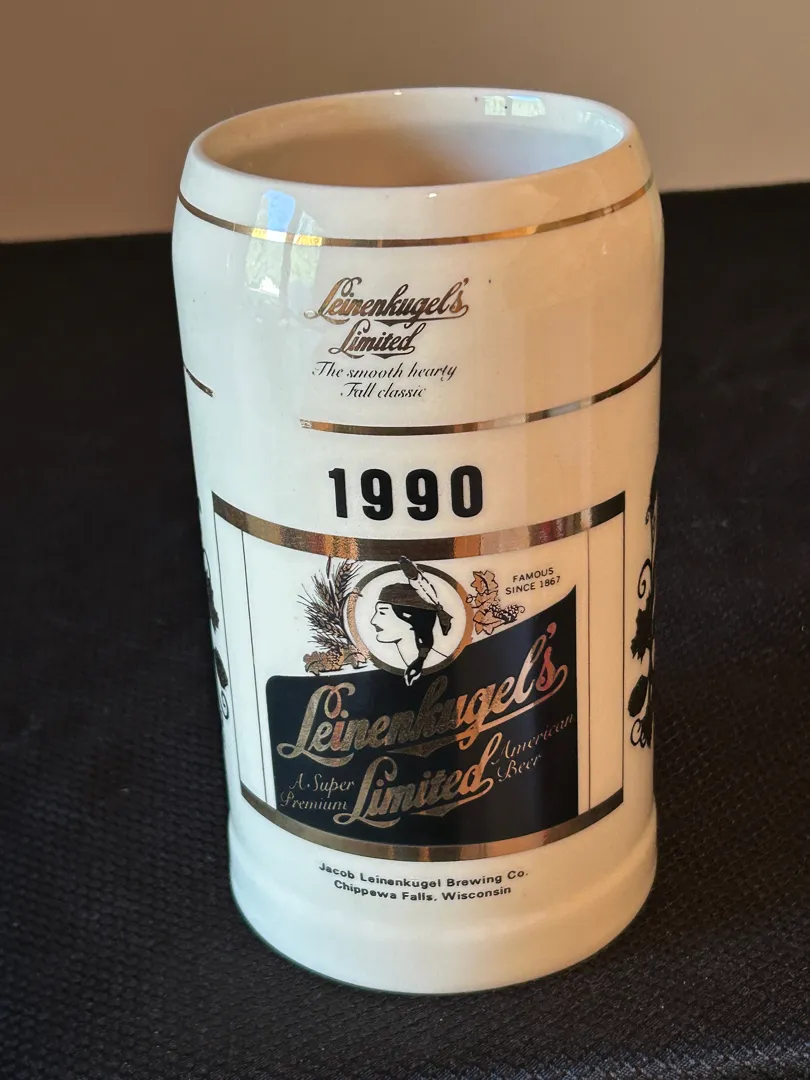 Leinenkugel's
Limited
The smooth hearty
Fall classic
1990
FAMOUS
SINCE 1867
Leinenkugel's
Limited
A Super
Premium
American
Beer
Jacob Leinenkugel Brewing Co.
Chippewa Falls, Wisconsin